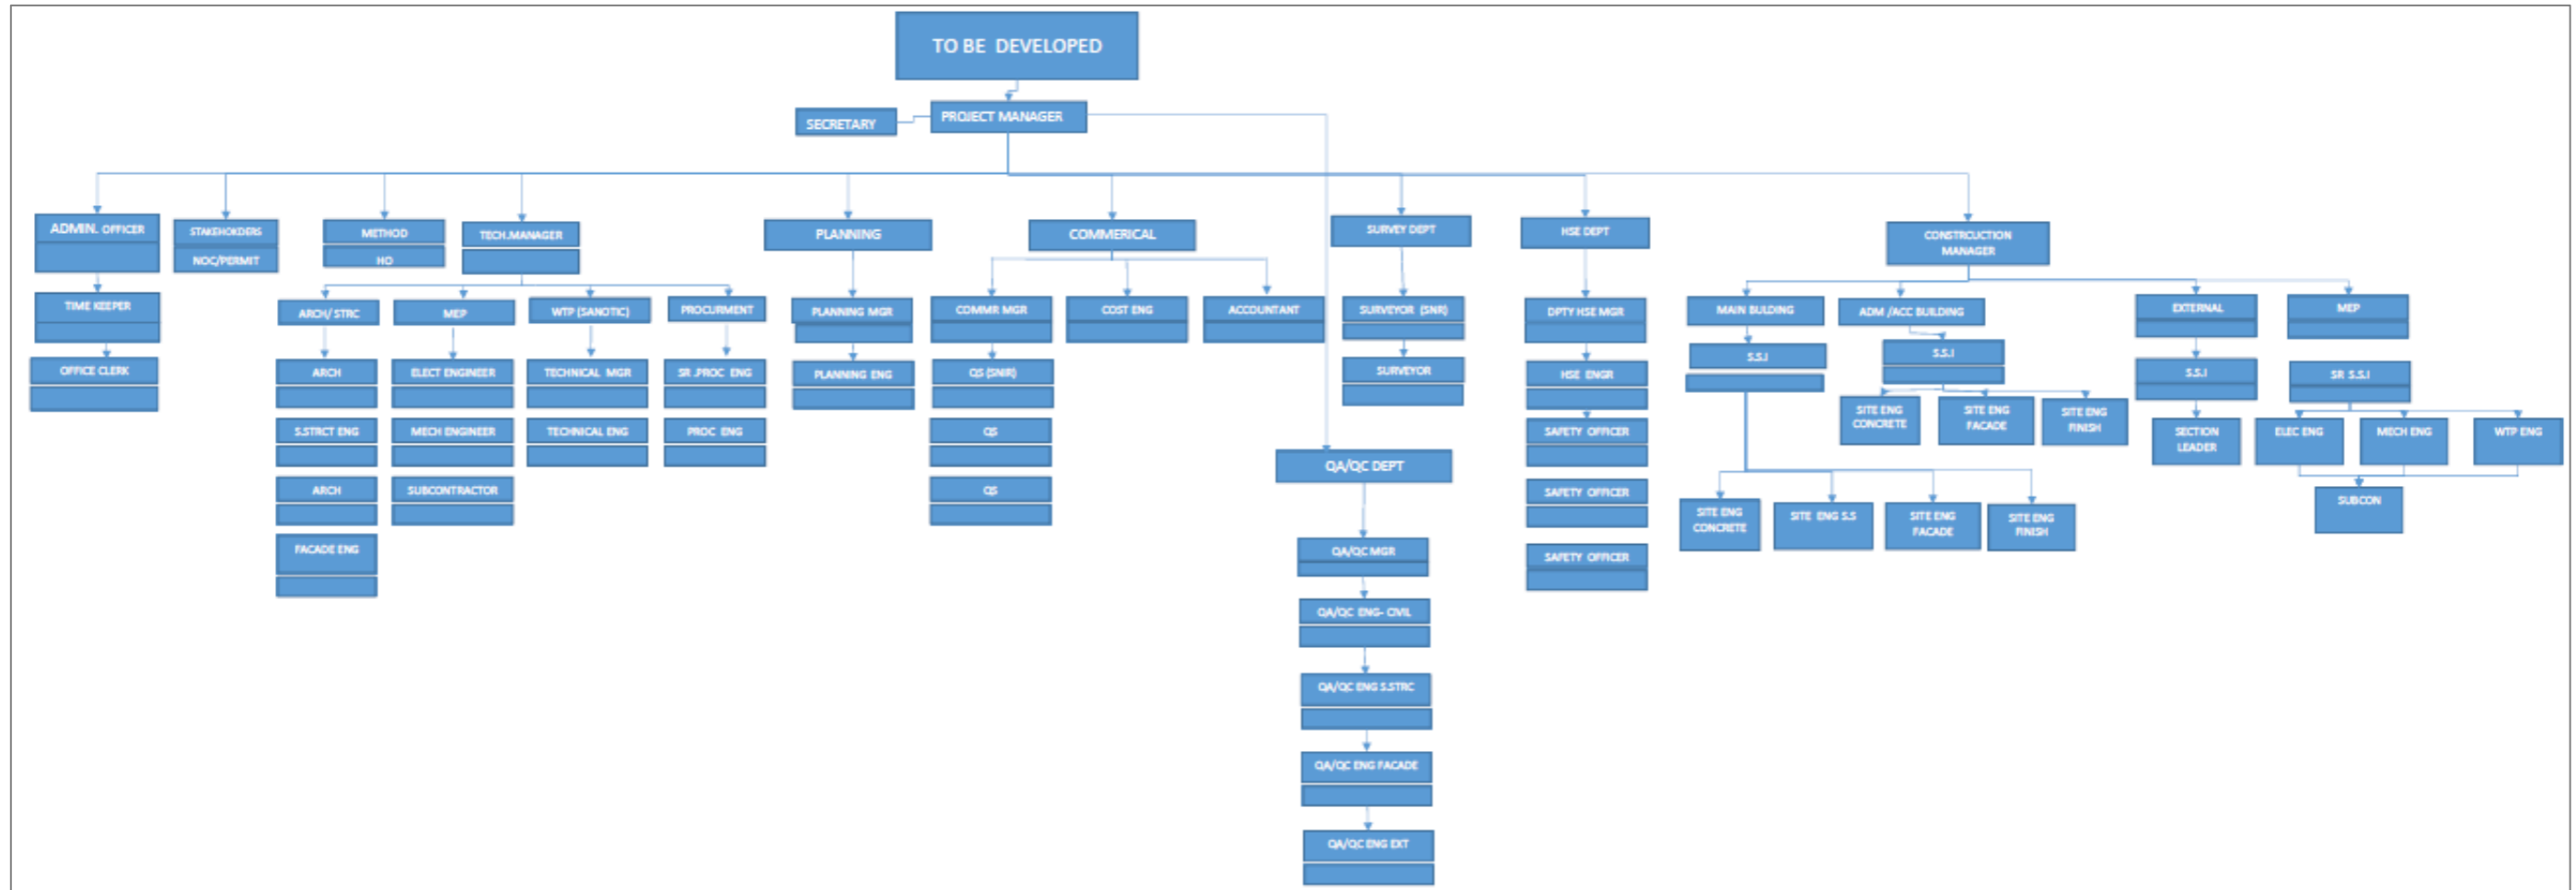 TO BE DEVELOPED
SECRETARY
PROJECT MANAGER
ADMIN. OFFICER
STAKEHOKDERS
NOC/PERMIT
METHOD
HO
TECH.MANAGER
PLANNING
COMMERICAL
SURVEY DEPT
HSE DEPT
CONSTRCUCTION
MANAGER
TIME KEEPER
OFFICE CLERK
ARCH/ STRC
MEP
WTP (SANOTIC)
PROCURMENT
ARCH
ELECT ENGINEER
TECHNICAL MGR
SR .PROC ENG
S.STRCT ENG
MECH ENGINEER
TECHNICAL ENG
PROC ENG
ARCH
SUBCONTRACTOR
FACADE ENG
PLANNING MGR
PLANNING ENG
COMMR MGR
COST ENG
ACCOUNTANT
QS (SNIR)
QS
QS
SURVEYOR (SNR)
SURVEYOR
QA/QC DEPT
QA/QC MGR
QA/QC ENG- CIVIL
QA/QC ENG S.STRC
QA/QC ENG FACADE
QA/QC ENG EXT
DPTY HSE MGR
HSE ENGR
SAFETY OFFICER
SAFETY OFFICER
SAFETY OFFICER
MAIN BULDING
ADM /ACC BUILDING
EXTERNAL
MEP
S.S.I
S.S.I
S.S.I
SR S.S.I
SITE ENG
CONCRETE
SITE ENG
FACADE
SITE ENG
FINISH
SECTION
LEADER
ELEC ENG
MECH ENG
WTP ENG
SITE ENG
CONCRETE
SITE ENG S.S
SITE ENG
FACADE
SITE ENG
FINISH
SUBCON